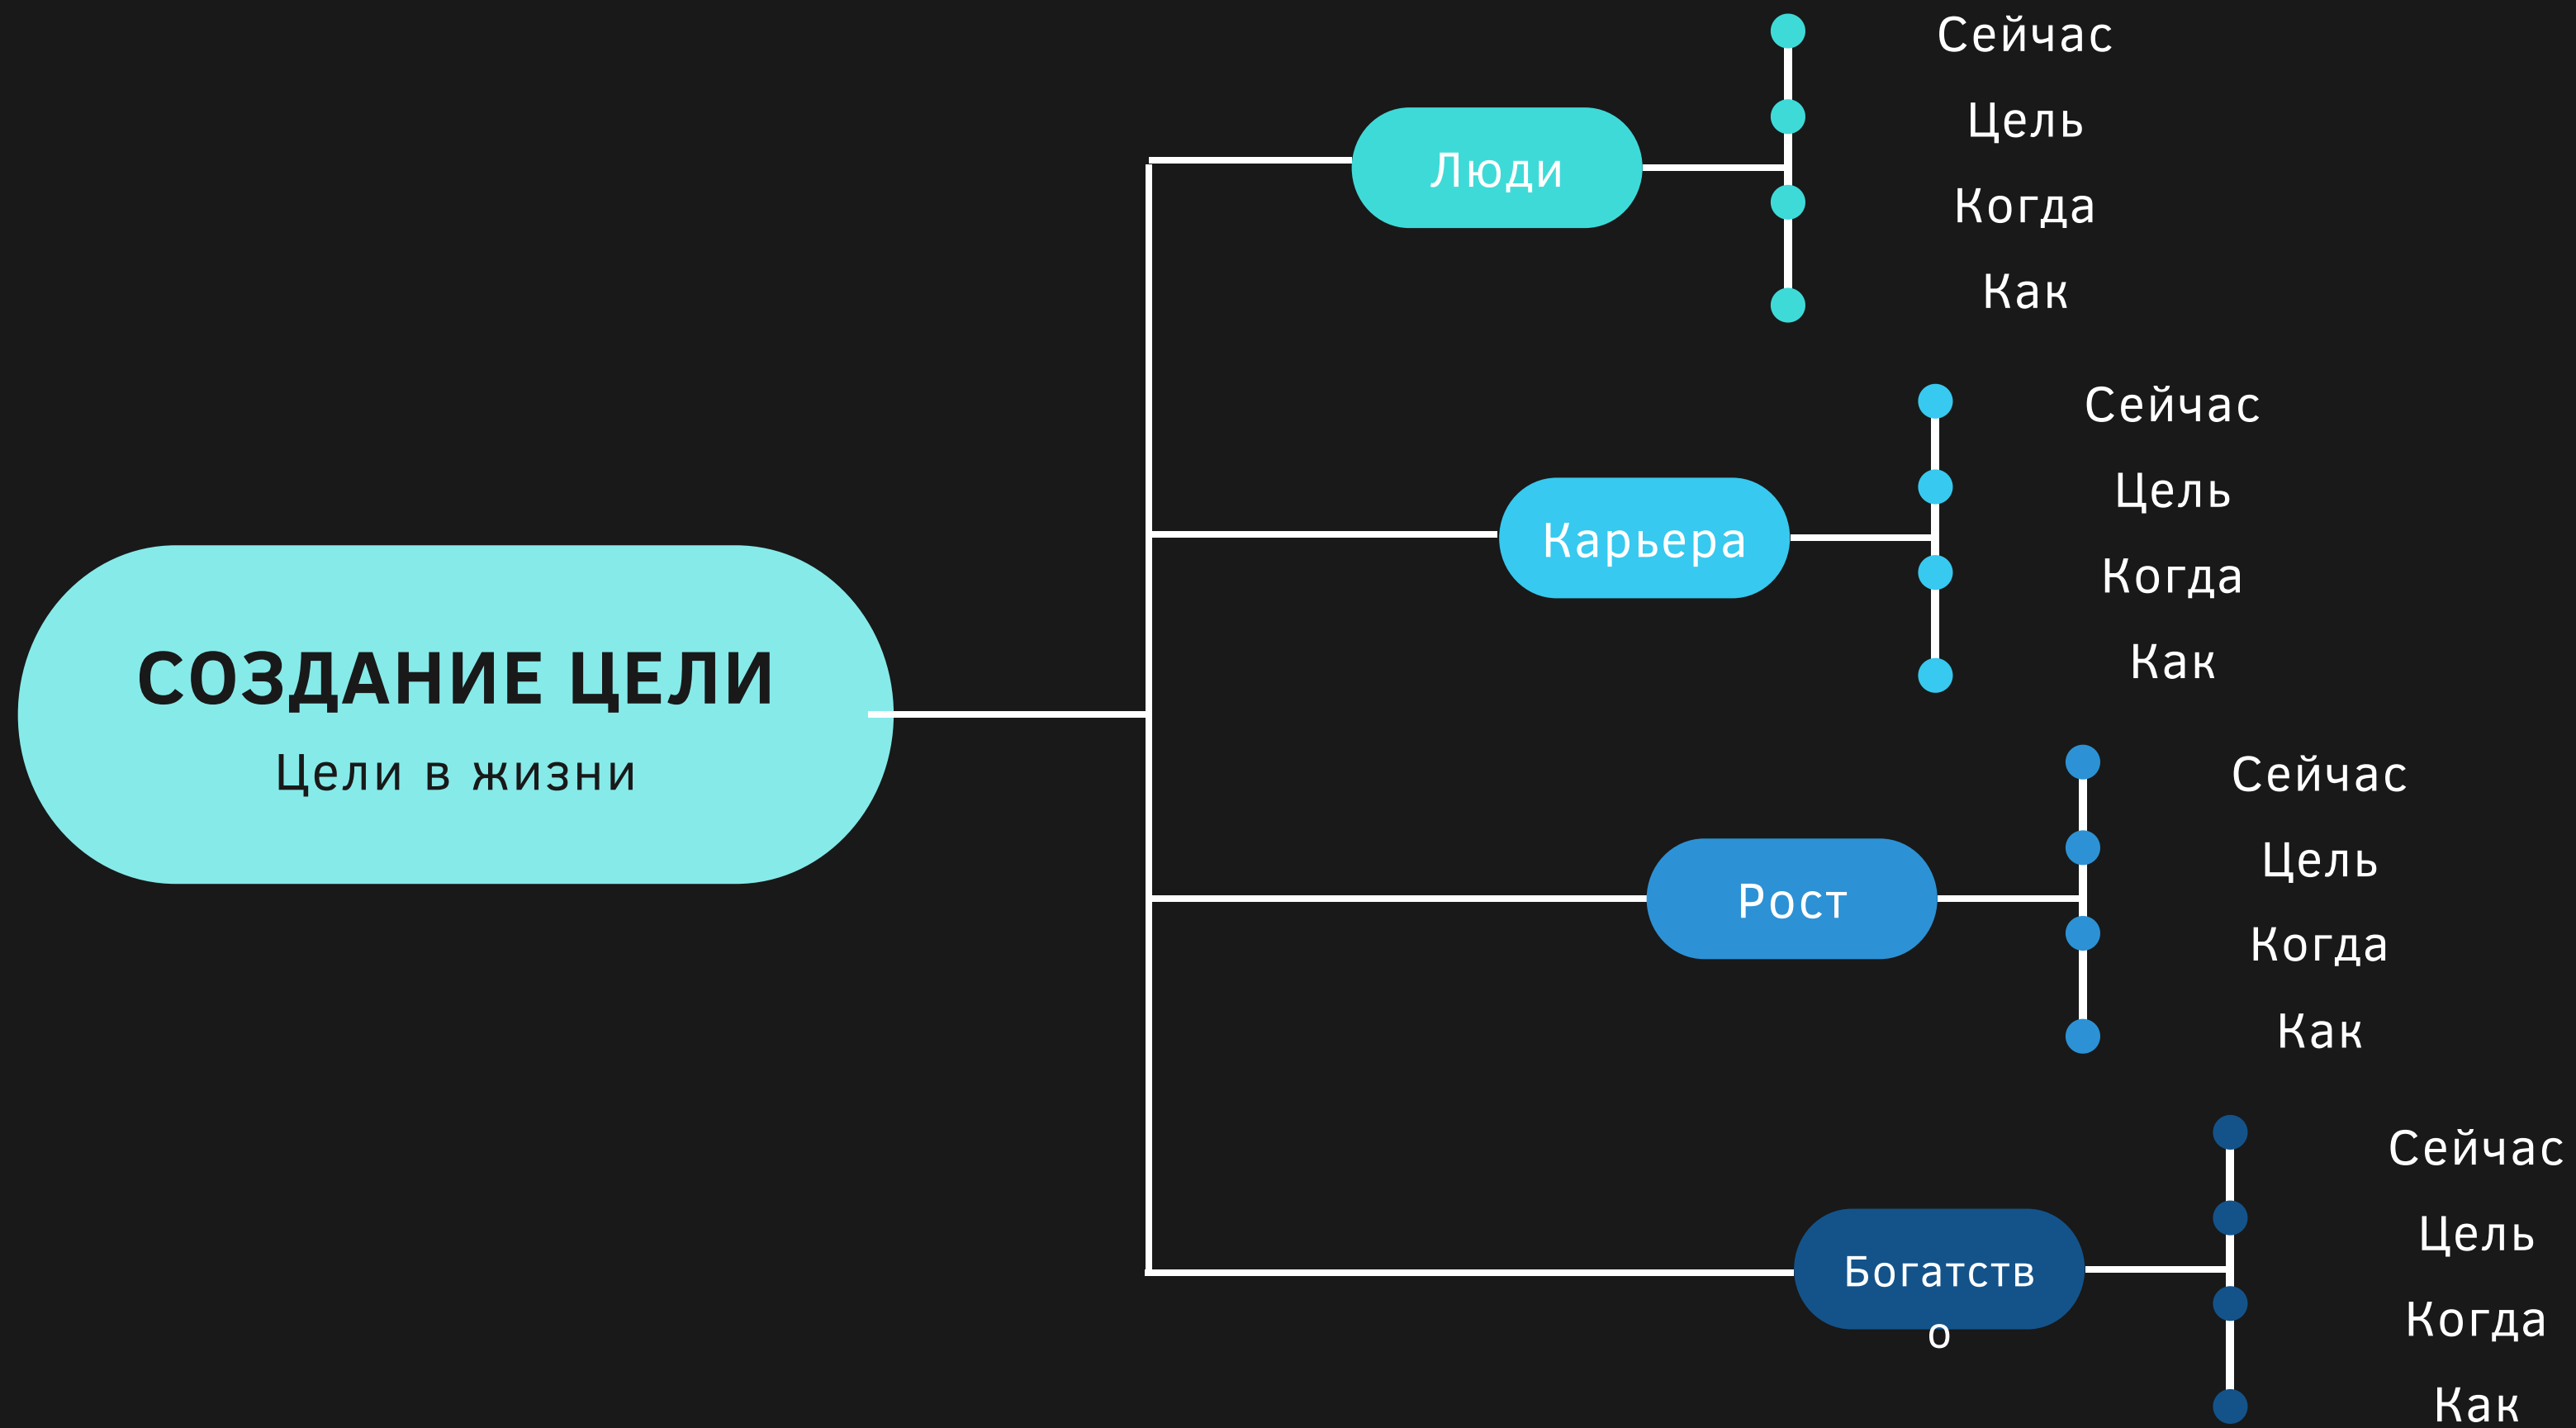 СОЗДАНИЕ ЦЕЛИ
Цели в жизни
Люди
Сейчас
Цель
Когда
Как
Карьера
Сейчас
Цель
Когда
Как
Рост
Сейчас
Цель
Когда
Как
Богатств
о
Сейчас
Цель
Когда
Как